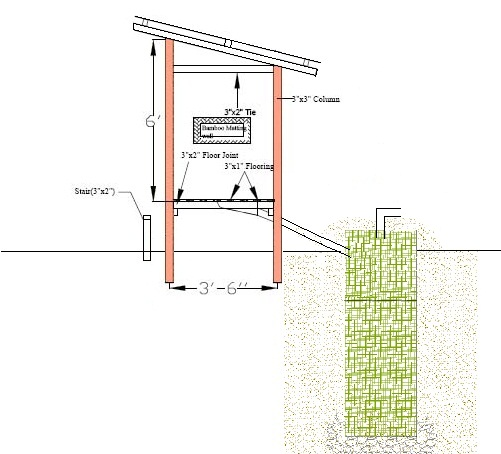 6'
3"x3" Column
3"x2" Tie
Bamboo Matting
wall
3"x2" Floor Joint
3"x1" Flooring
Stair(3"x2")
3'-6"